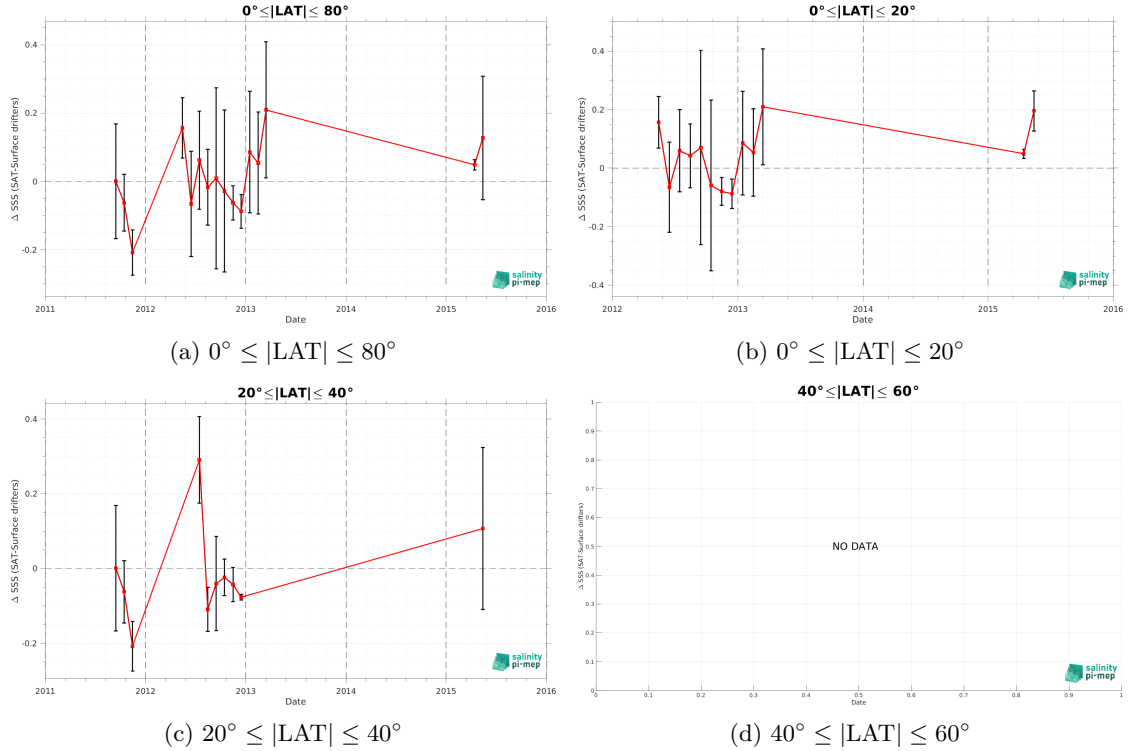 0°≤|LAT|≤ 80°
Δ SSS (SAT-Surface drifters)
0.4
0.2
0
-0.2
2011 2012 2013 2014 2015 2016
Date
salinity
pi-mep
(a) 0° ≤ |LAT| ≤ 80°
0°≤|LAT|≤ 20°
Δ SSS (SAT-Surface drifters)
0.4
0.2
0
-0.2
-0.4
2012 2013 2014 2015 2016
Date
salinity
pi-mep
(b) 0° ≤ |LAT| ≤ 20°
20°≤|LAT|≤ 40°
Δ SSS (SAT-Surface drifters)
0.4
0.2
0
-0.2
2011 2012 2013 2014 2015 2016
Date
salinity
pi-mep
(c) 20° ≤ |LAT| ≤ 40°
40°≤|LAT|≤ 60°
Δ SSS (SAT-Surface drifters)
1
0.9
0.8
0.7
0.6
0.5
0.4
0.3
0.2
0.1
0
NO DATA
0 0.1 0.2 0.3 0.4 0.5 0.6 0.7 0.8 0.9 1
Date
salinity
pi-mep
(d) 40° ≤ |LAT| ≤ 60°